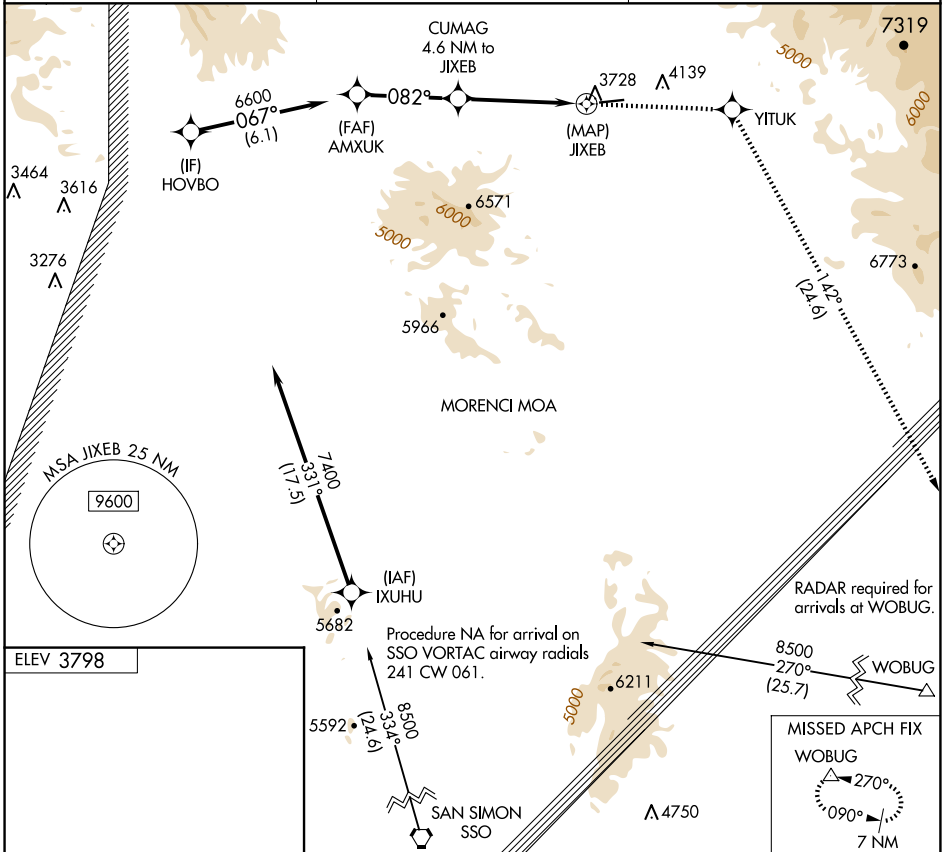 CUMAG
4.6 NM to
JIXEB
7319
5000
6000
3728
4139
6600
067°
(6.1)
082°
(FAF)
AMXUK
(MAP)
JIXEB
YITUK
(IF)
HOVBO
3464
3616
3276
6571
6000
5000
6773
142°
(24.6)
5966
MORENCI MOA
MSA JIXEB 25 NM
9600
7400
331°
(17.5)
(IAF)
IXUHU
5682
RADAR required for
arrivals at WOBUG.
Procedure NA for arrival on
SSO VORTAC airway radials
241 CW 061.
ELEV 3798
8500
270°
(25.7)
WOBUG
6211
5000
5592
8500
334°
(24.6)
MISSED APCH FIX
WOBUG
270°
090°
7 NM
SAN SIMON
SSO
4750